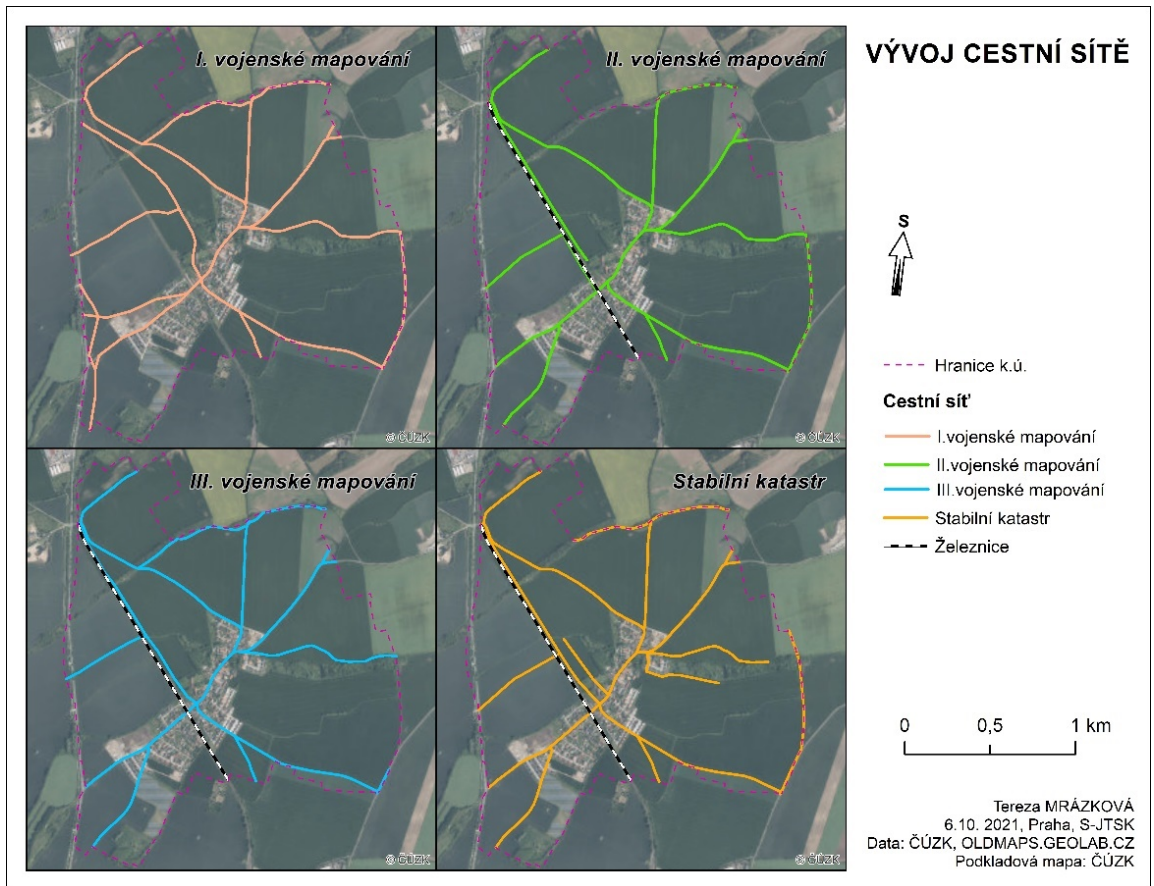 I. vojenské mapování
II. vojenské mapování
VÝVOJ CESTNÍ SÍTĚ
S
© ČÚZK
© ČÚZK
Hranice k.ú.
Cestní síť
I.vojenské mapování
II.vojenské mapování
III.vojenské mapování
Stabilní katastr
Železnice
III. vojenské mapování
Stabilní katastr
0 0,5 1 km
© ČÚZK
© ČÚZK
Tereza MRÁZKOVÁ
6.10. 2021, Praha, S-JTSK
Data: ČÚZK, OLDMAPS.GEOLAB.CZ
Podkladová mapa: ČÚZK